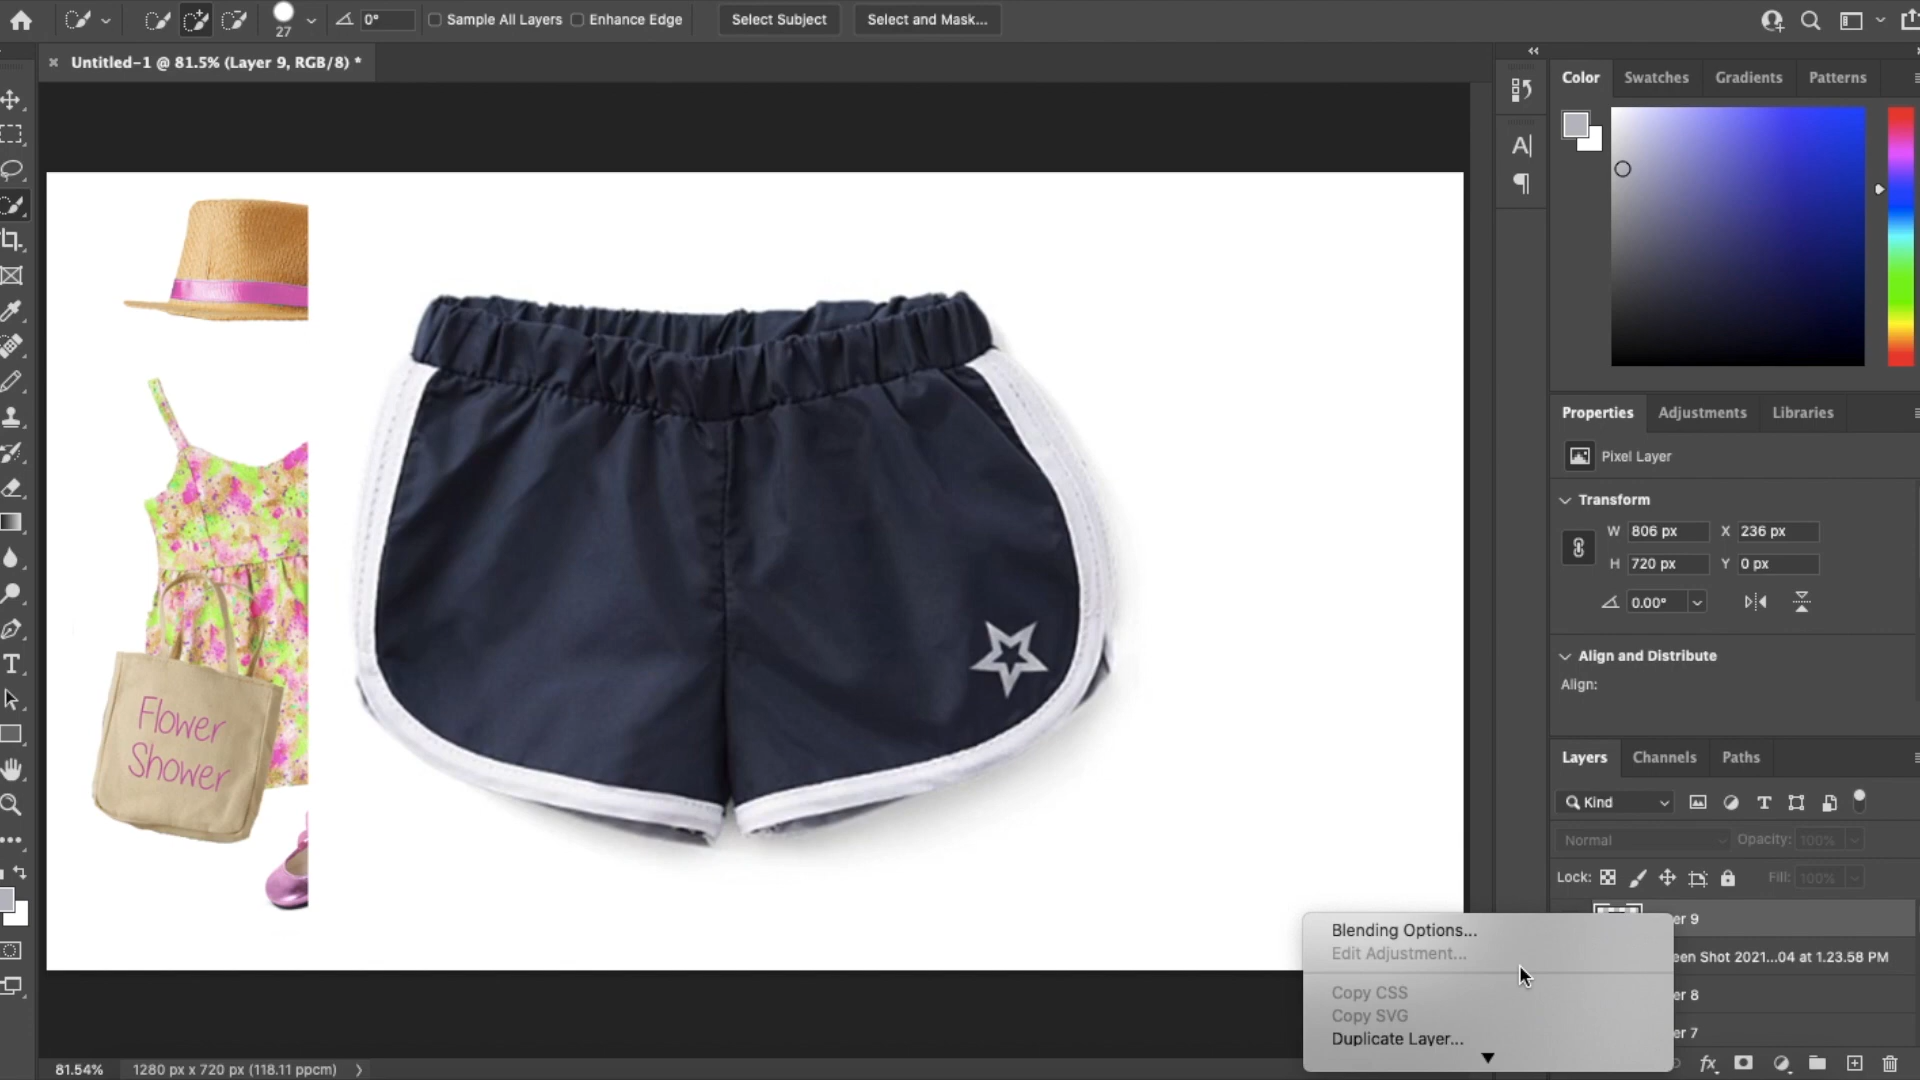 27
0°
Sample All Layers
Enhance Edge
Select Subject
Select and Mask...
Untitled-1 @ 81.5% (Layer 9, RGB/8) *
Color
Swatches
Gradients
Patterns
A|
¶
Properties
Adjustments
Libraries
Pixel Layer
Transform
W 806 px X 236 px
H 720 px Y 0 px
0.00°
Align and Distribute
Align:
Flower
Shower
Layers
Channels
Paths
Kind
Normal
Opacity: 100%
Lock:
Fill: 100%
er 9
een Shot 2021...04 at 1.23.58 PM
er 8
er 7
Blending Options...
Edit Adjustment...
Copy CSS
Copy SVG
Duplicate Layer...
fx
81.54%
1280 px x 720 px (118.11 ppcm)